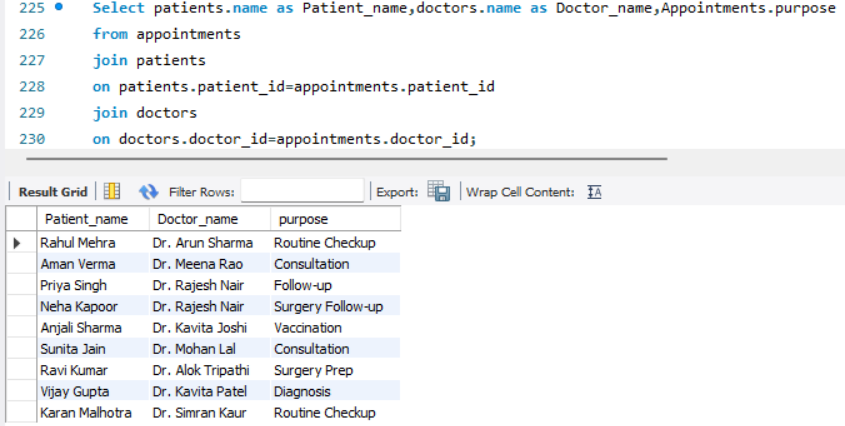 225 Select patients.name as Patient_name,doctors.name as Doctor_name,Appointments.purpose
226 from appointments
227 join patients
228 on patients.patient_id=appointments.patient_id
229 join doctors
230 on doctors.doctor_id=appointments.doctor_id;
Result Grid Filter Rows: Export: Wrap Cell Content: IA
Patient_name Doctor_name purpose
Rahul Mehra Dr. Arun Sharma Routine Checkup
Aman Verma Dr. Meena Rao Consultation
Priya Singh Dr. Rajesh Nair Follow-up
Neha Kapoor Dr. Rajesh Nair Surgery Follow-up
Anjali Sharma Dr. Kavita Joshi Vaccination
Sunita Jain Dr. Mohan Lal Consultation
Ravi Kumar Dr. Alok Tripathi Surgery Prep
Vijay Gupta Dr. Kavita Patel Diagnosis
Karan Malhotra Dr. Simran Kaur Routine Checkup